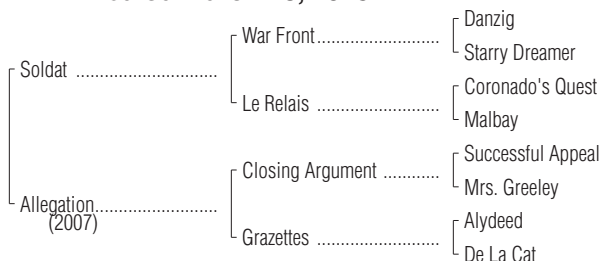 Danzig
War Front
Starry Dreamer
Soldat
Coronado's Quest
Le Relais
Malbay
Successful Appeal
Closing Argument
Mrs. Greeley
Allegation
(2007)
Alydeed
Grazettes
De La Cat